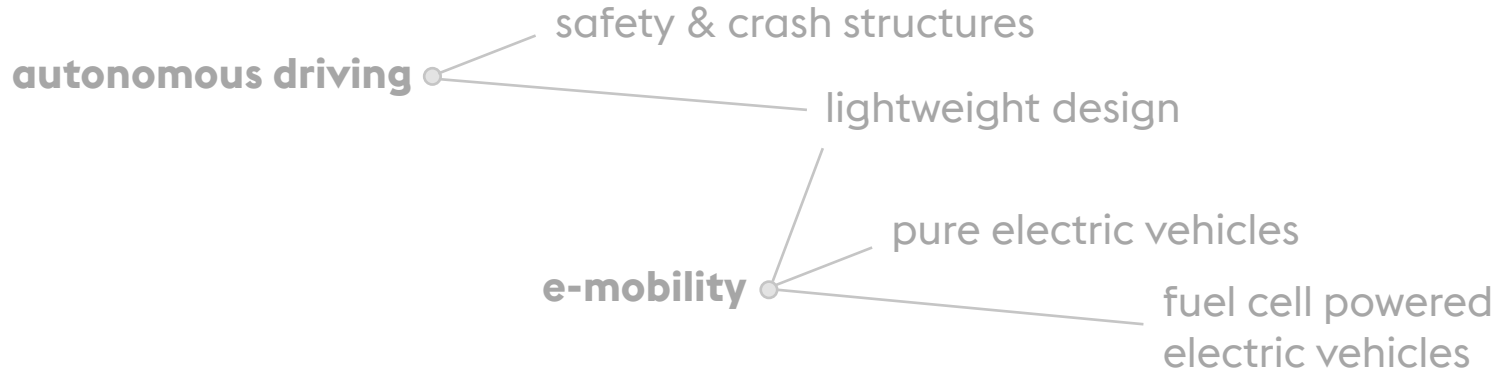 safety & crash structures
autonomous driving
lightweight design
pure electric vehicles
e-mobility
fuel cell powered
electric vehicles